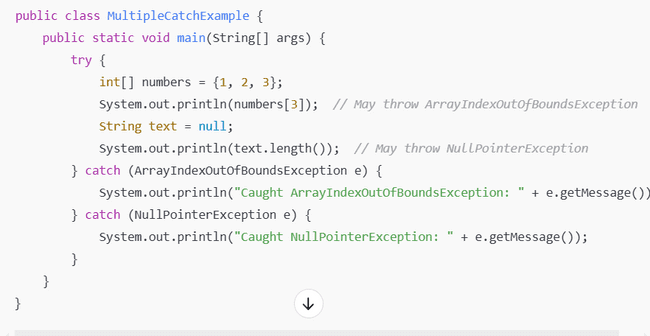 public class MultipleCatchExample {
    public static void main(String[] args) {
        try {
            int[] numbers = {1, 2, 3};
            System.out.println(numbers[3]);  // May throw ArrayIndexOutOfBoundsException
            String text = null;
            System.out.println(text.length());  // May throw NullPointerException
        } catch (ArrayIndexOutOfBoundsException e) {
            System.out.println("Caught ArrayIndexOutOfBoundsException: " + e.getMessage())
        } catch (NullPointerException e) {
            System.out.println("Caught NullPointerException: " + e.getMessage());
        }
    }
}